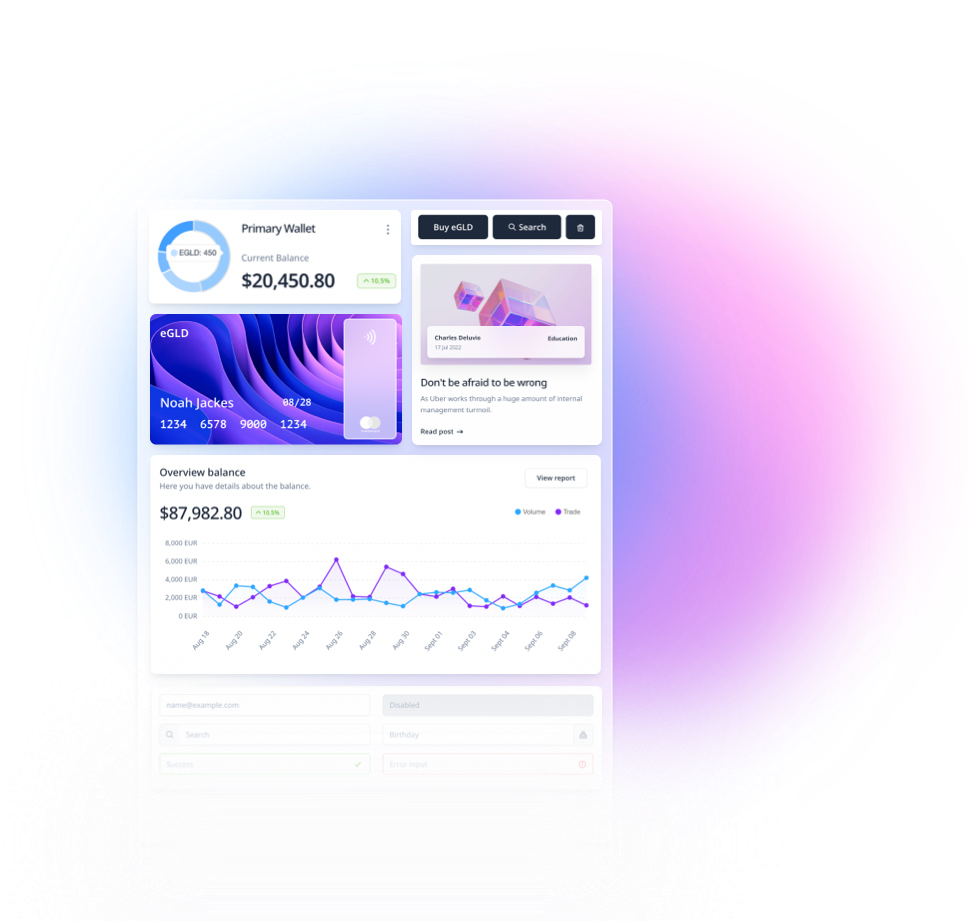 EGLD: 450
Primary Wallet
Current Balance
$20,450.80
10.5%
Buy eGLD
Search
eGLD
Noah Jackes
08/28
1234 6578 9000 1234
Charles Deluvio
Education
17 Jul 2022
Don't be afraid to be wrong
As Uber works through a huge amount of internal
management turmoil.
Read post →
Overview balance
Here you have details about the balance.
View report
$87,982.80
10.5%
Volume
Trade
8,000 EUR
6,000 EUR
4,000 EUR
2,000 EUR
0 EUR
Aug 18
Aug 20
Aug 22
Aug 24
Aug 26
Aug 28
Aug 30
Sept 01
Sept 03
Sept 04
Sept 06
Sept 08
name@example.com
Disabled
Search
Birthday
Success
Error input